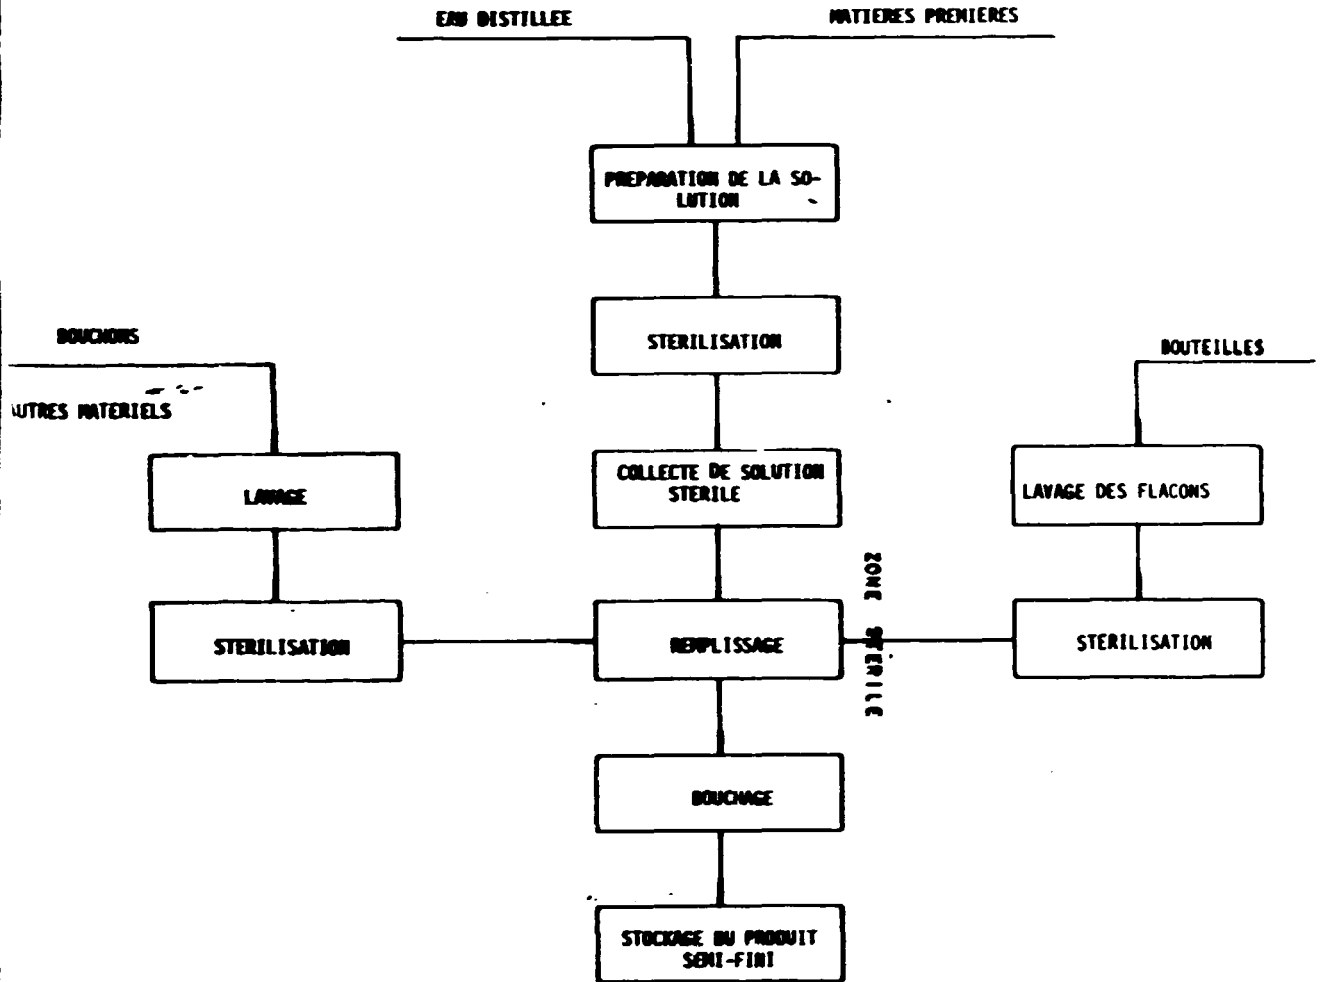 EAU DISTILLEE
MATIERES PREMIERES
PREPARATION DE LA SO-
LUTION
STERILISATION
BOUCHONS
AUTRES MATERIELS
BOUTEILLES
LAVAGE
COLLECTE DE SOLUTION
STERILE
LAVAGE DES FLACONS
ZONE STERILE
STERILISATION
REMPLISSAGE
STERILISATION
BOUCHAGE
STOCKAGE DU PRODUIT
SEMI-FINI